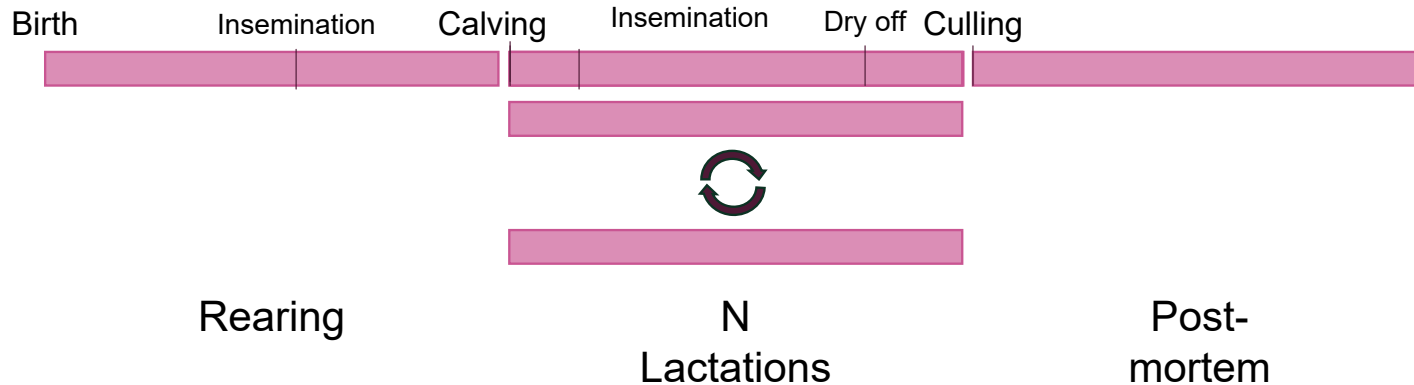 Birth
Insemination
Calving
Insemination
Dry off
Culling
Rearing
N
Lactations
Post-
mortem